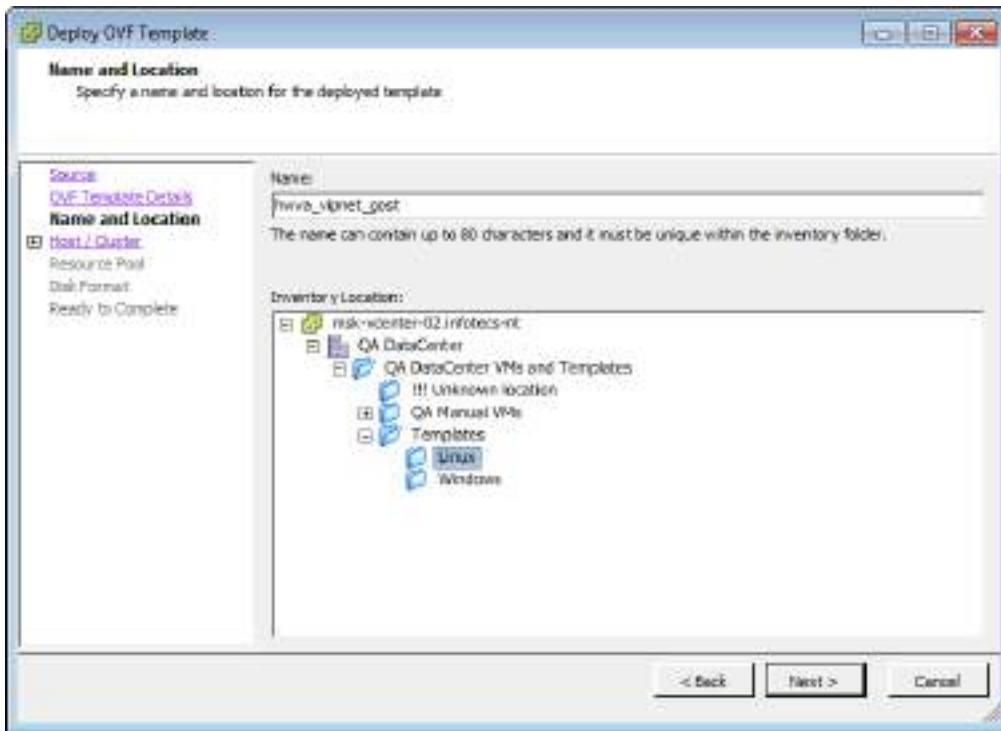 Deploy OVF Template
Name and Location
Specify a name and location for the deployed template
Source
OVF Template Details
Name and Location
Host / Cluster
Resource Pool
Disk Format
Ready to Complete
Name:
hwva_vipnet_gost
The name can contain up to 80 characters and it must be unique within the inventory folder.
Inventory Location:
msk-vcenter-02.infotecs-nt
QA DataCenter
QA DataCenter VMs and Templates
!!! Unknown location
QA Manual VMs
Templates
Linux
Windows
< Back
Next >
Cancel